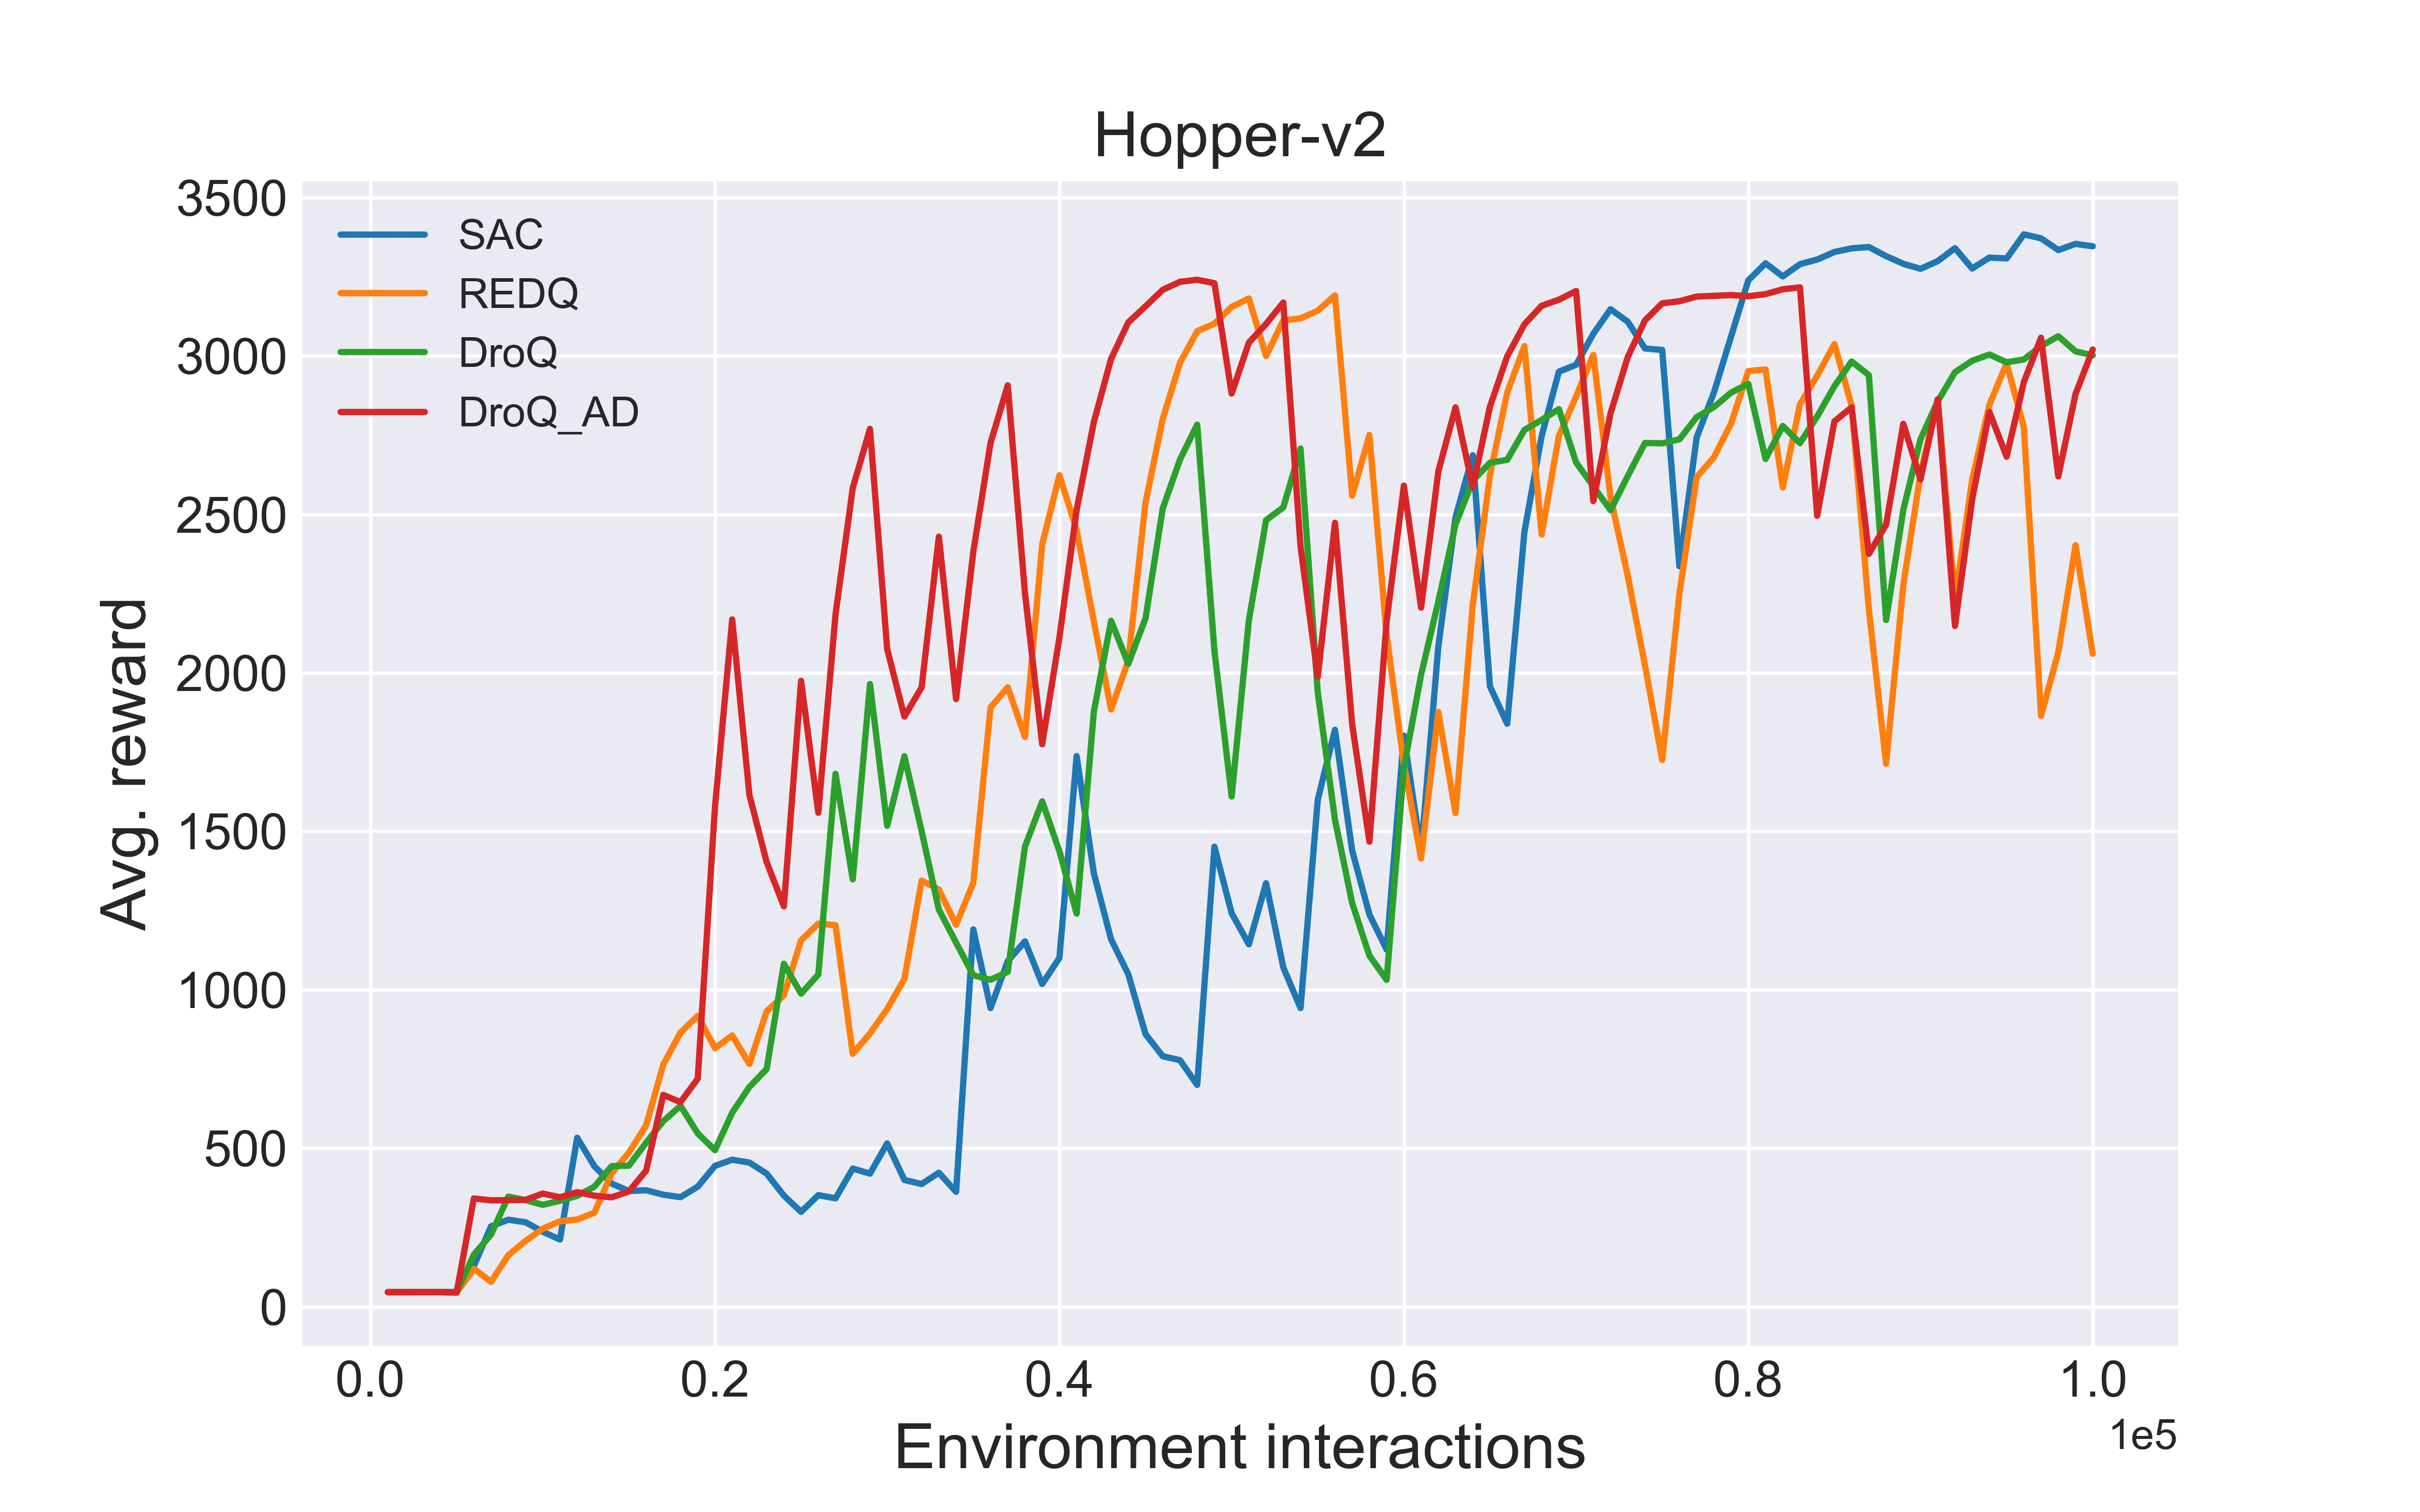 Hopper-v2
3500
3000
2500
2000
1500
1000
500
0
Avg. reward
SAC
REDQ
DroQ
DroQ_AD
0.0 0.2 0.4 0.6 0.8 1.0
1e5
Environment interactions